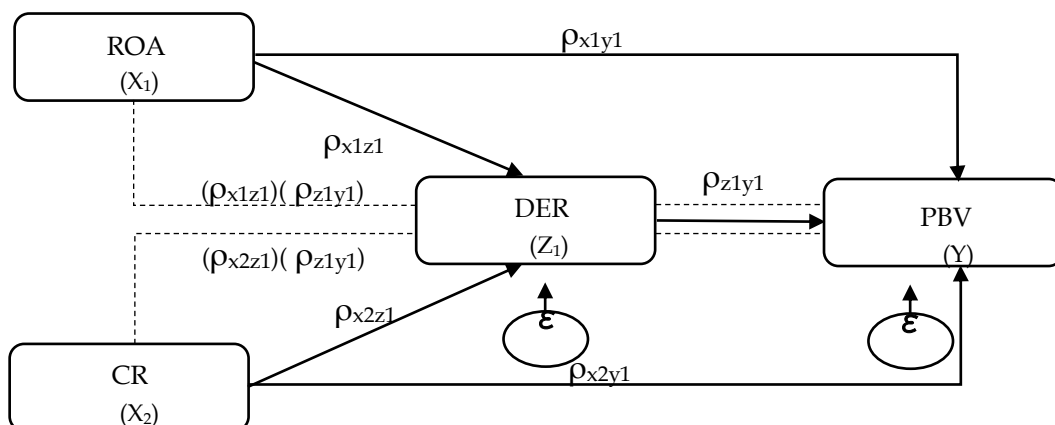 ROA
(X₁)
ρx1y1
ρx1z1
(ρx1z1)( ρz1y1)
DER
(Z₁)
ρz1y1
PBV
(Y)
(ρx2z1)( ρz1y1)
ρx2z1
ε
ε
CR
(X₂)
ρx2y1